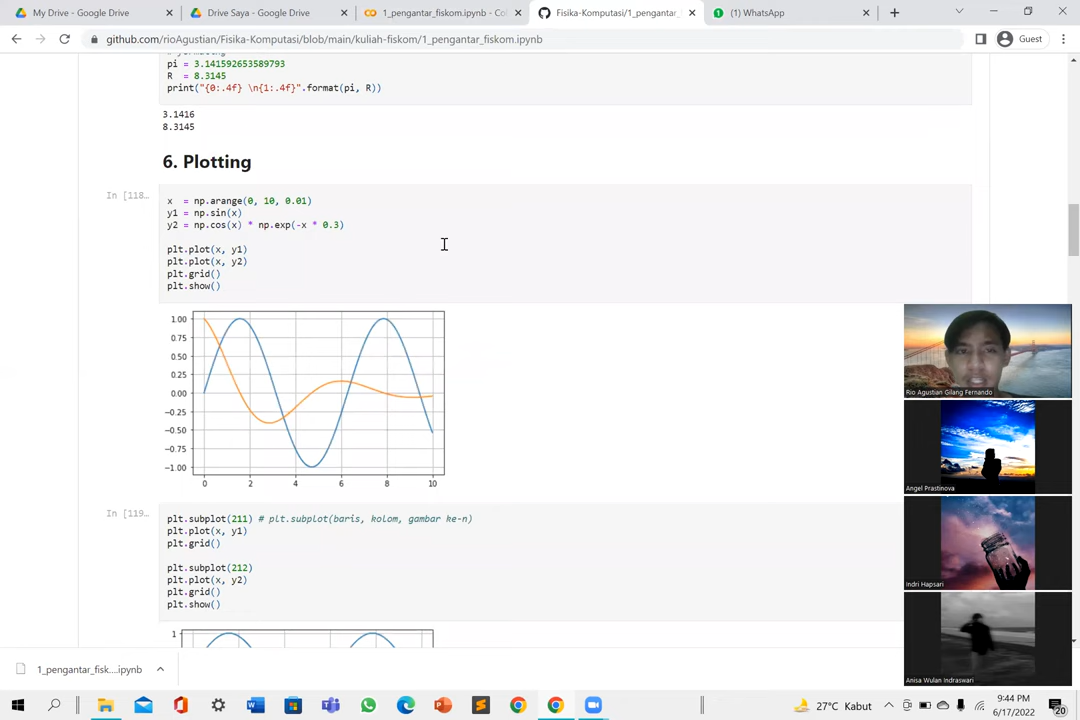 My Drive - Google Drive
Drive Saya - Google Drive
1_pengantar_fiskom.ipynb - Co
Fisika-Komputasi/1_pengantar_
(1) WhatsApp
github.com/rioAgustian/Fisika-Komputasi/blob/main/kuliah-fiskom/1_pengantar_fiskom.ipynb
Guest
pi = 3.141592653589793
R  = 8.3145
print("{0:.4f} \n{1:.4f}".format(pi, R))
3.1416
8.3145
6. Plotting
In [118...
x  = np.arange(0, 10, 0.01)
y1 = np.sin(x)
y2 = np.cos(x) * np.exp(-x * 0.3)
plt.plot(x, y1)
plt.plot(x, y2)
plt.grid()
plt.show()
1.00
0.75
0.50
0.25
0.00
−0.25
−0.50
−0.75
−1.00
0 2 4 6 8 10
In [119...
plt.subplot(211) # plt.subplot(baris, kolom, gambar ke-n)
plt.plot(x, y1)
plt.grid()
plt.subplot(212)
plt.plot(x, y2)
plt.grid()
plt.show()
1
Rio Agustian Gilang Fernando
Angel Prastinova
Indri Hapsari
Anisa Wulan Indraswari
1_pengantar_fisk....ipynb
27°C Kabut
9:44 PM
6/17/2022
20